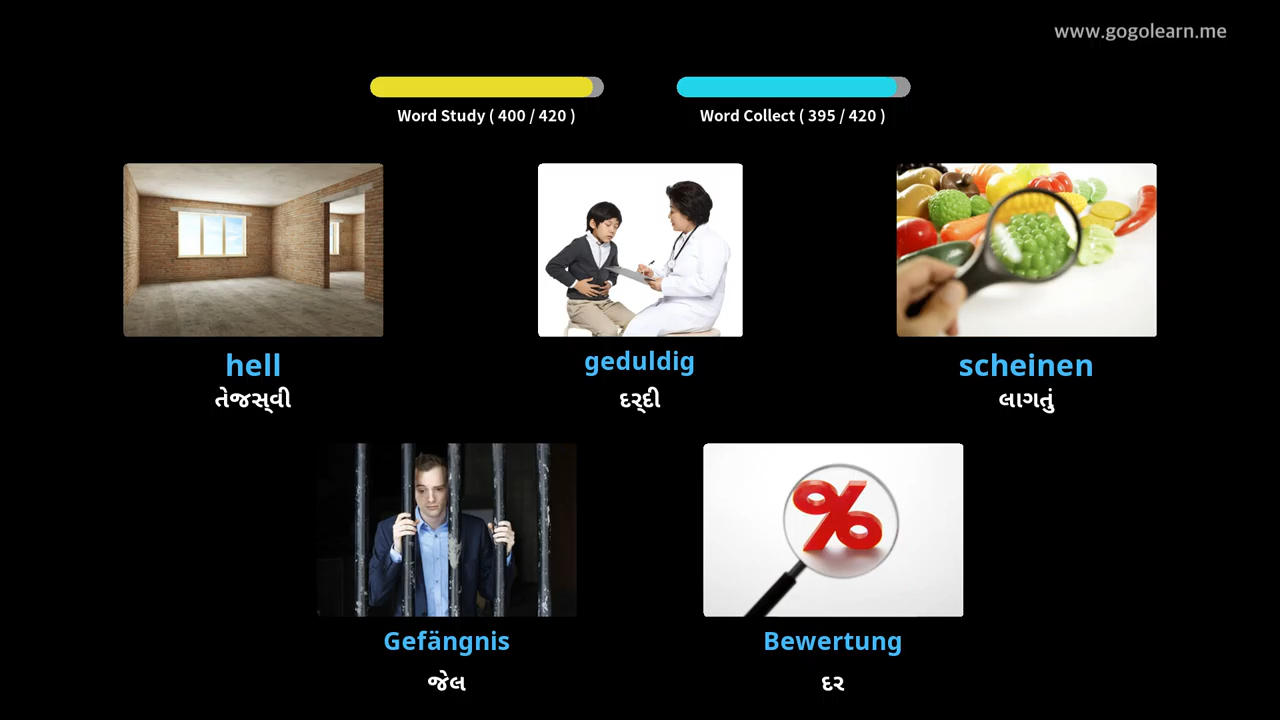 www.gogolearn.me
Word Study ( 400 / 420 )
Word Collect ( 395 / 420 )
hell
તેજસ્વી
geduldig
દર્દી
scheinen
લાગતું
Gefängnis
જેલ
Bewertung
દર